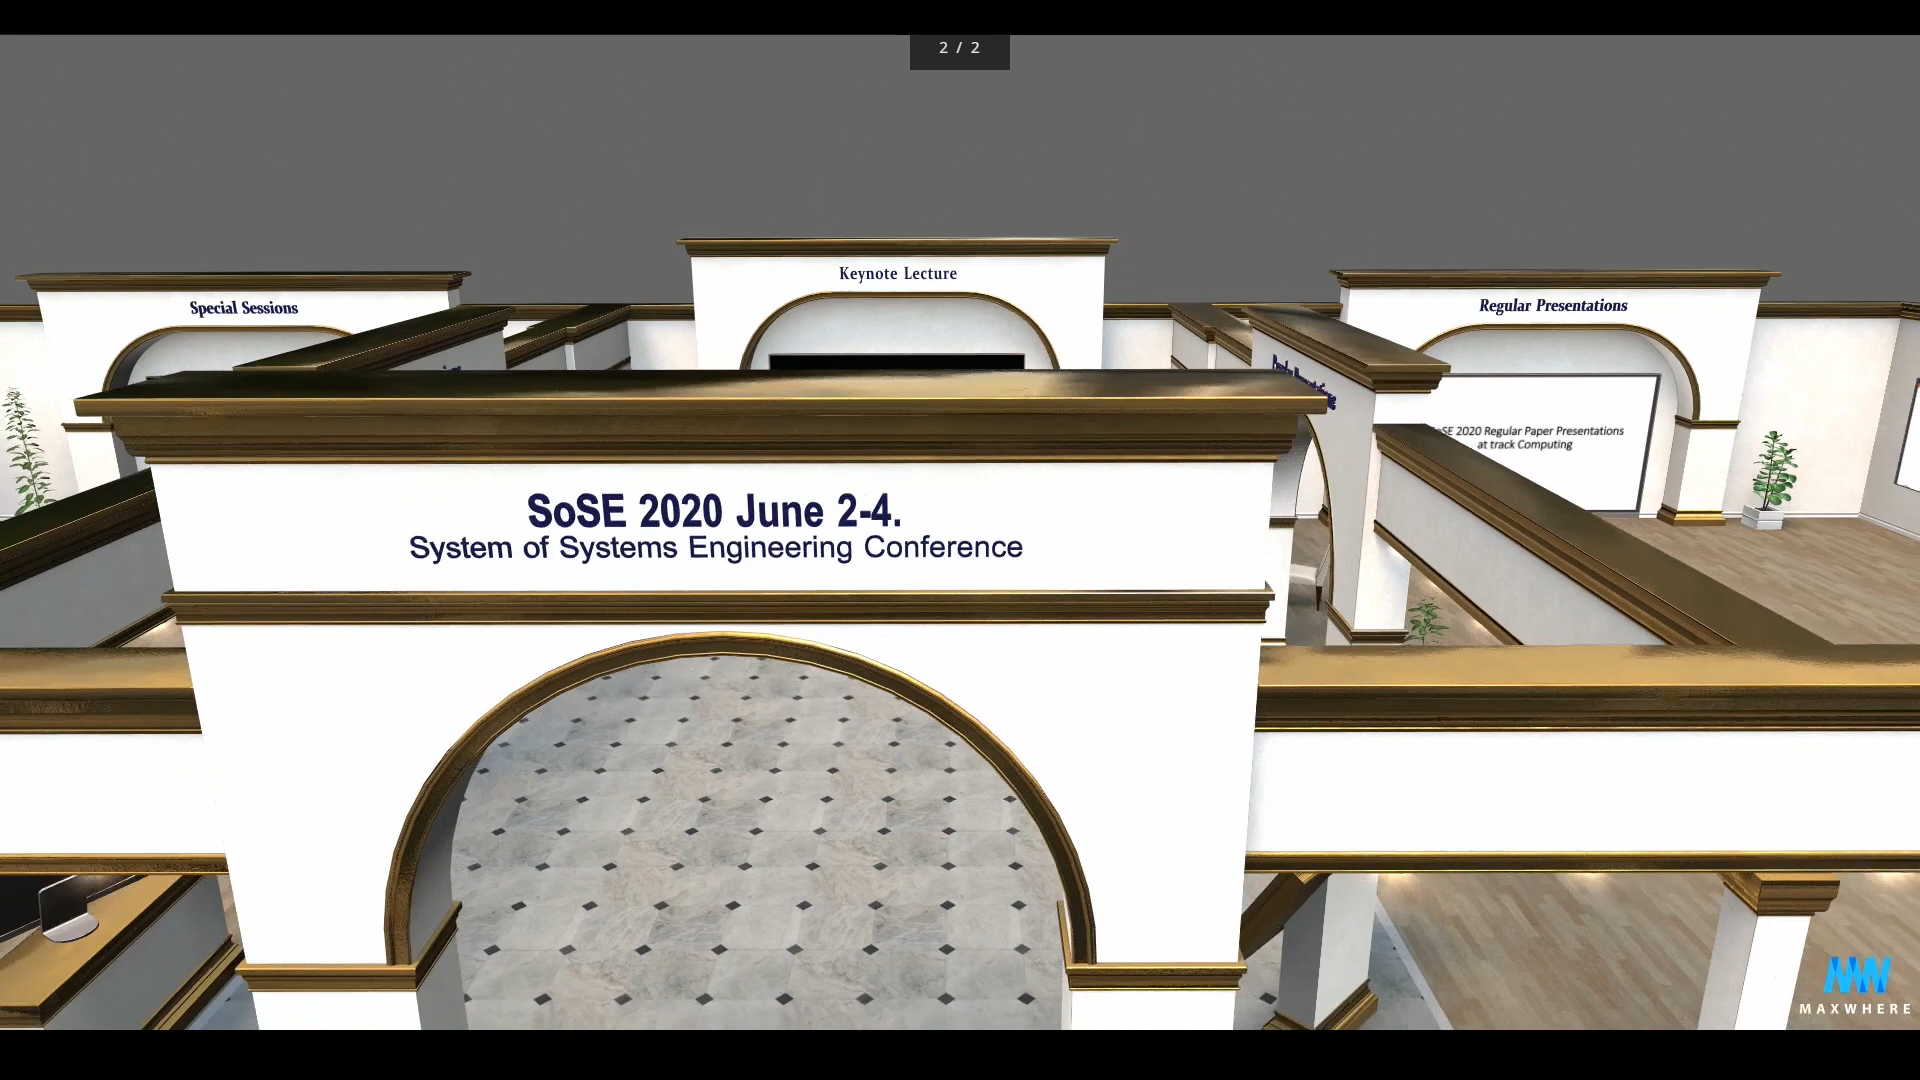 2 / 2
Keynote Lecture
Special Sessions
Regular Presentations
SE 2020 Regular Paper Presentations
at track Computing
SoSE 2020 June 2-4.
System of Systems Engineering Conference
MAXWHERE